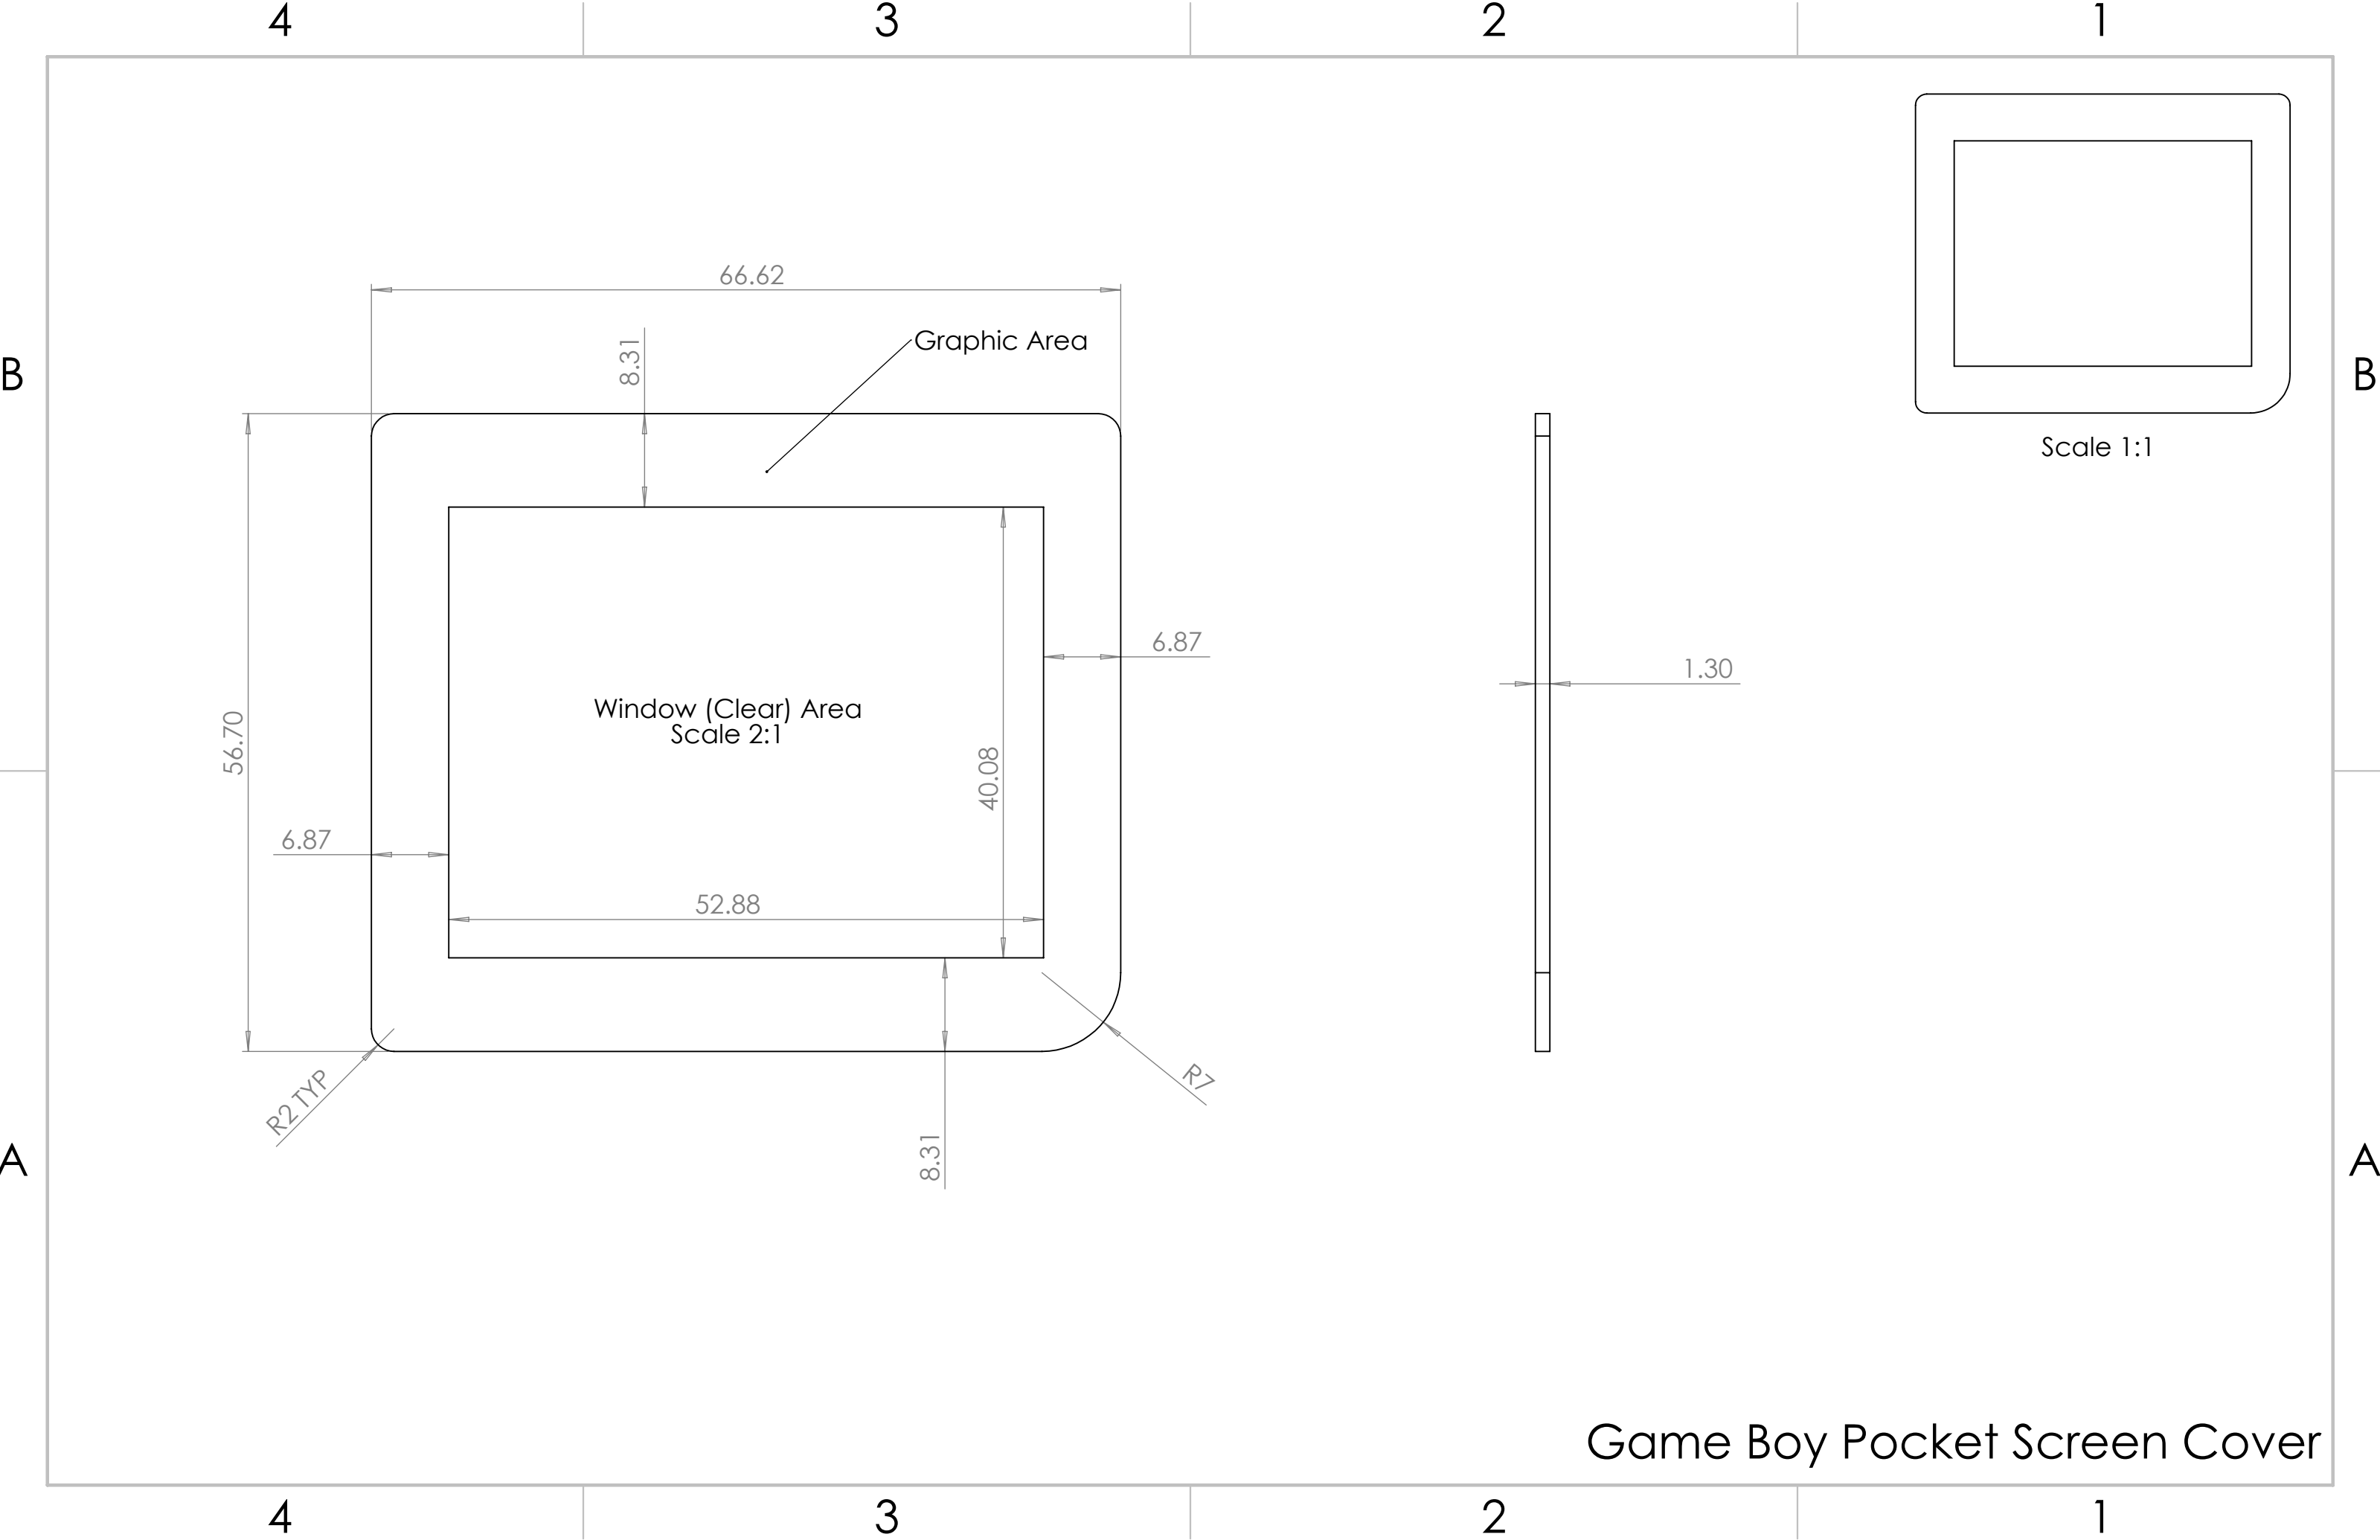 4 3 2 1
B B
66.62
8.31
Graphic Area
Scale 1:1
6.87
1.30
Window (Clear) Area
Scale 2:1
56.70
40.08
6.87
52.88
R2 TYP
R7
8.31
A A
Game Boy Pocket Screen Cover
4 3 2 1